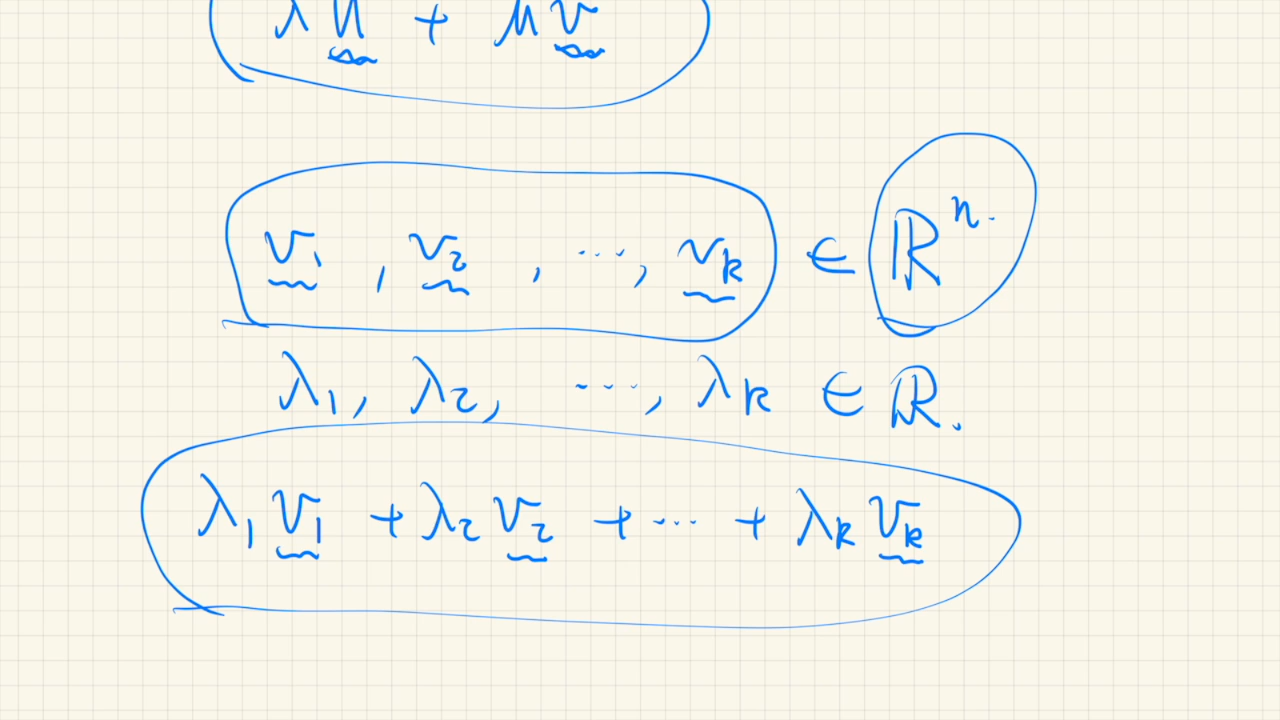 λu + μv
v₁, v₂, ..., vₖ ∈ ℝⁿ.
λ₁, λ₂, ..., λₖ ∈ ℝ.
λ₁v₁ + λ₂v₂ + ... + λₖvₖ